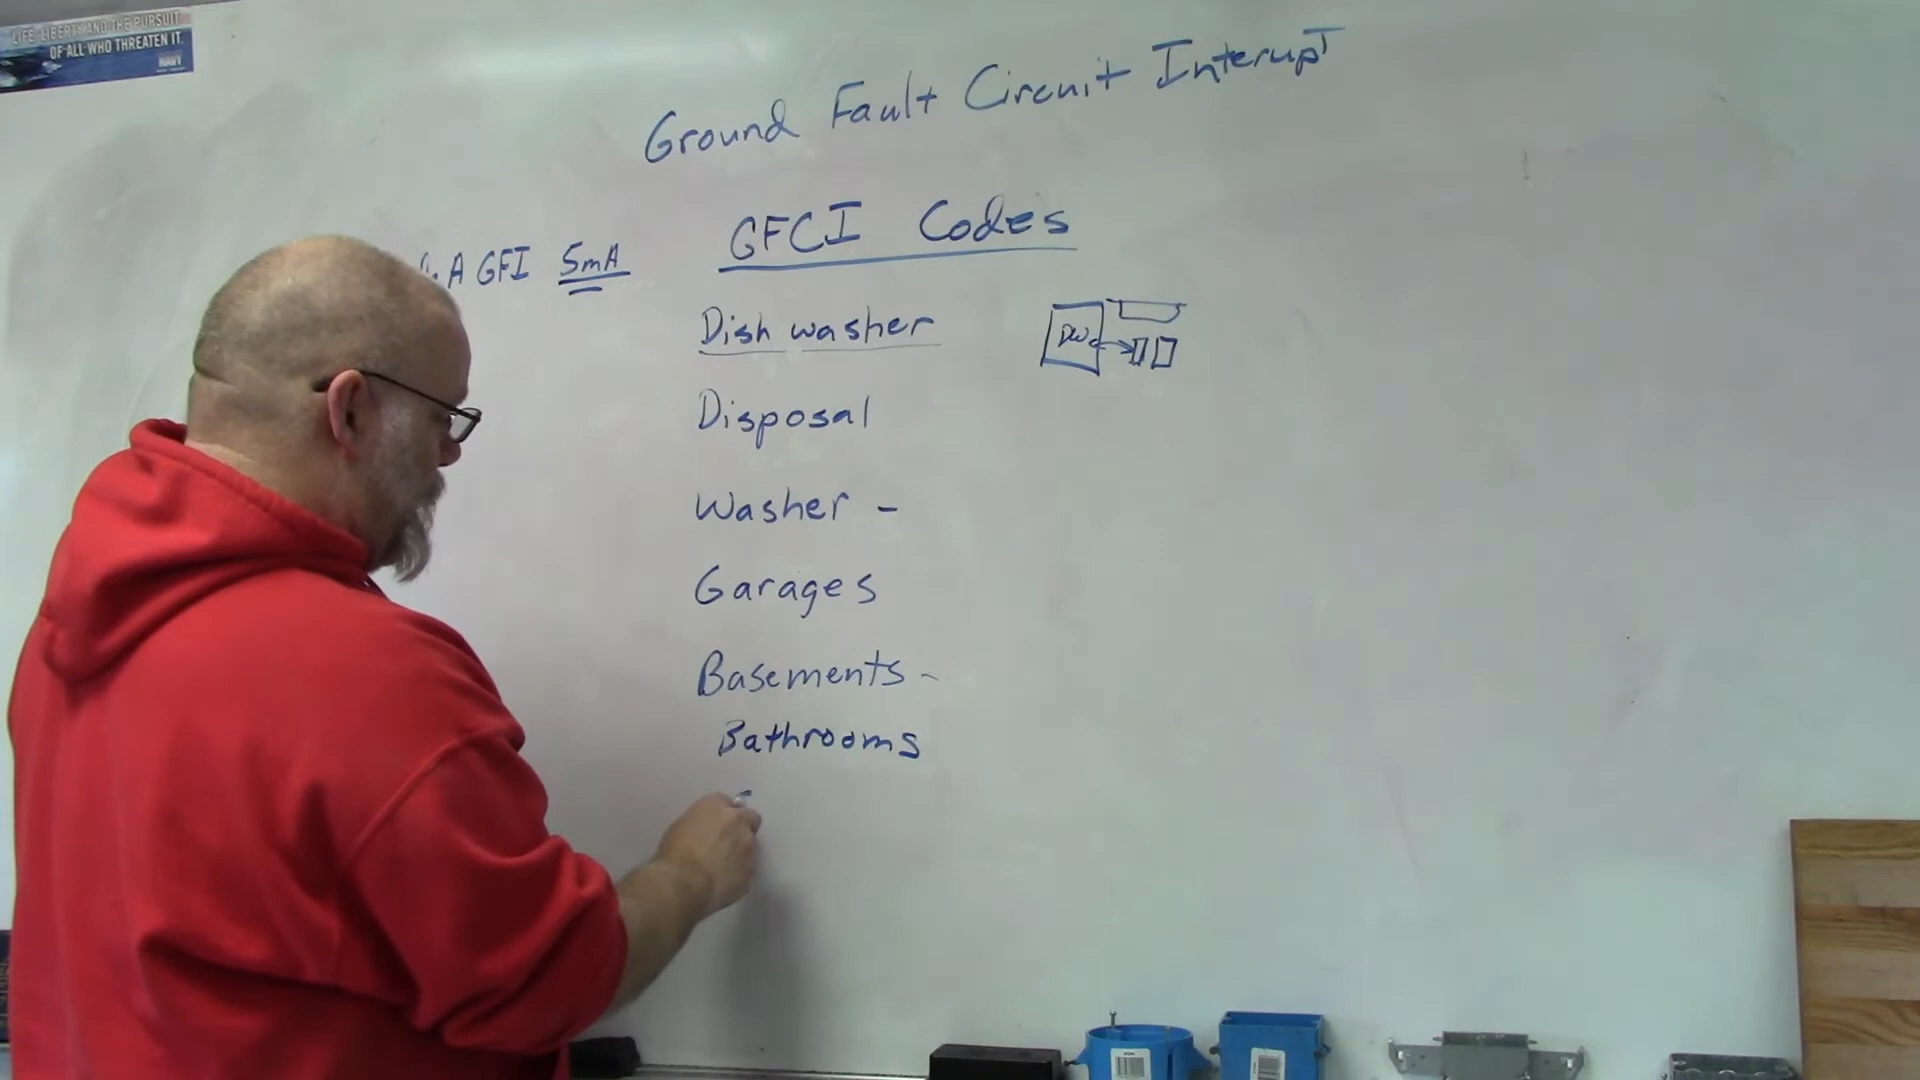 LIFE, LIBERTY AND THE PURSUIT
OF ALL WHO THREATEN IT.
NAVY
Ground Fault Circuit Interupt
GFCI Codes
A GFI 5mA
Dish washer
DW
Disposal
Washer -
Garages
Basements -
Bathrooms